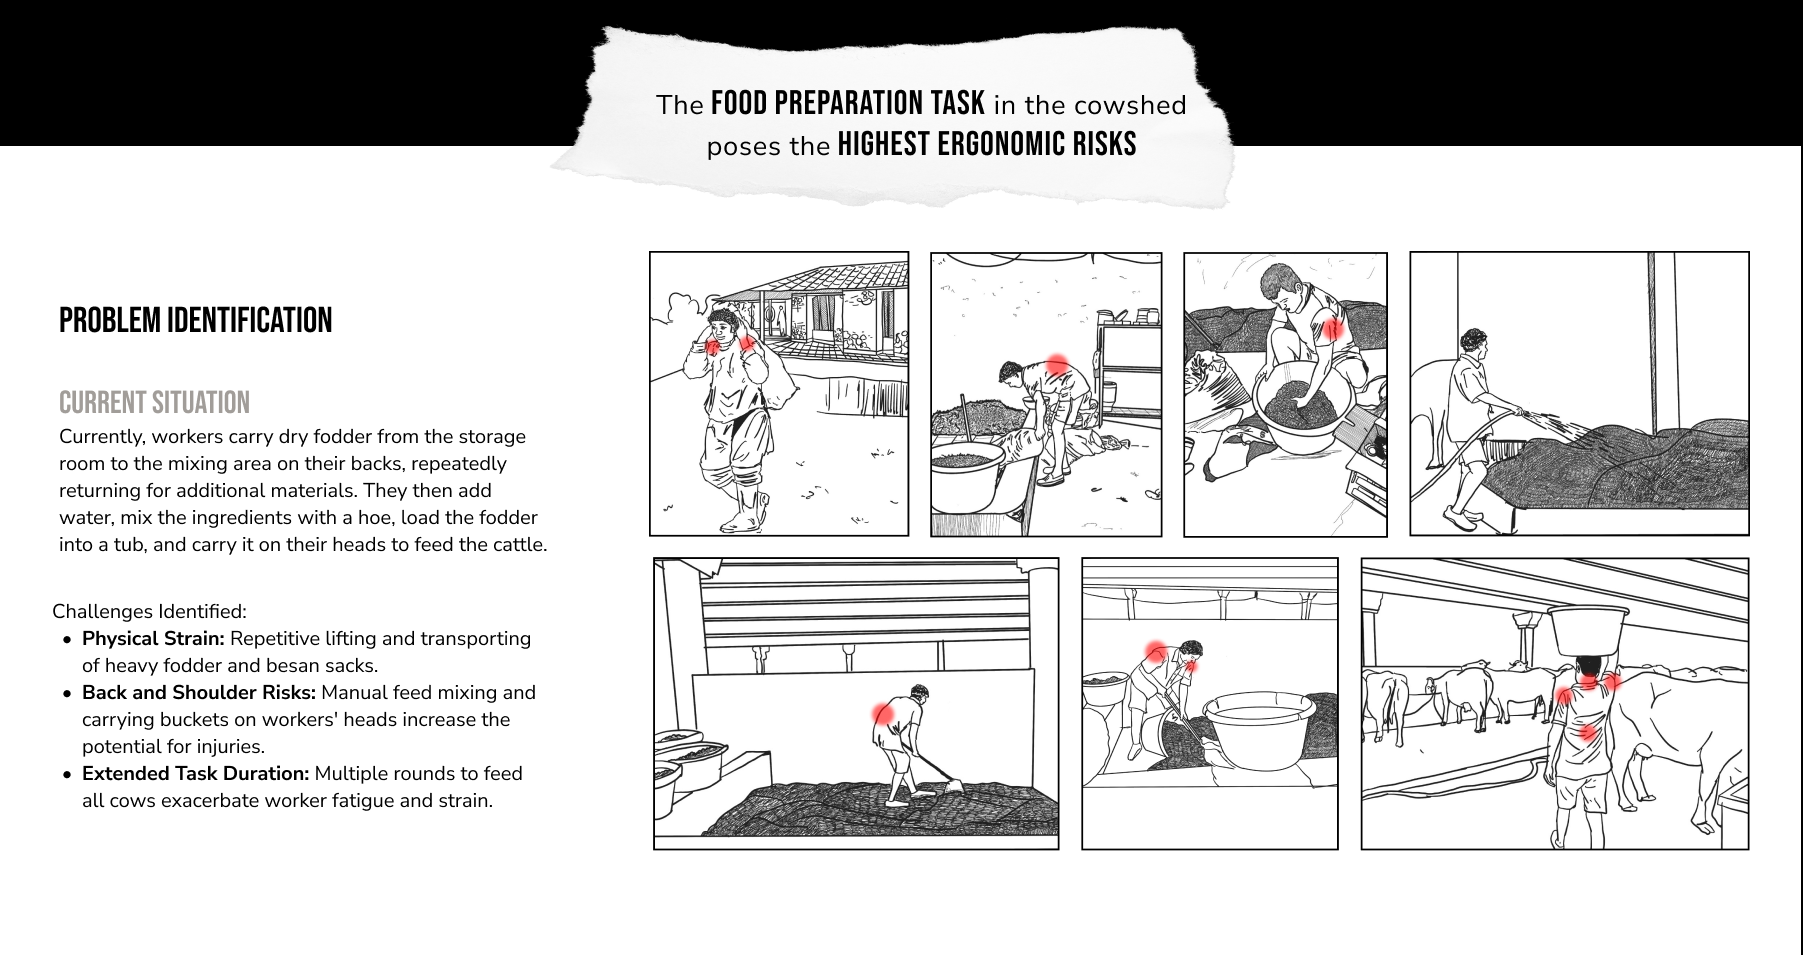 The FOOD PREPARATION TASK in the cowshed
poses the HIGHEST ERGONOMIC RISKS
PROBLEM IDENTIFICATION
CURRENT SITUATION
Currently, workers carry dry fodder from the storage
room to the mixing area on their backs, repeatedly
returning for additional materials. They then add
water, mix the ingredients with a hoe, load the fodder
into a tub, and carry it on their heads to feed the cattle.
Challenges Identified:
• Physical Strain: Repetitive lifting and transporting
of heavy fodder and besan sacks.
• Back and Shoulder Risks: Manual feed mixing and
carrying buckets on workers' heads increase the
potential for injuries.
• Extended Task Duration: Multiple rounds to feed
all cows exacerbate worker fatigue and strain.